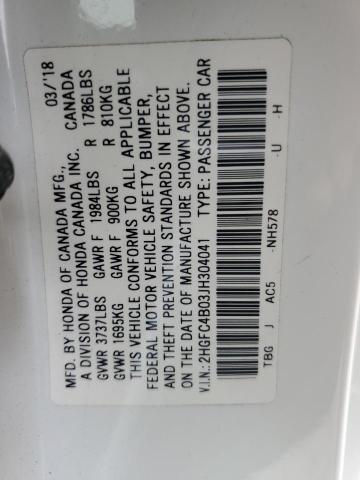 MFD. BY HONDA OF CANADA MFG., 03/'18
A DIVISION OF HONDA CANADA INC. CANADA
GVWR 3737LBS GAWR F 1984LBS R 1786LBS
GVWR 1695KG GAWR F 900KG R 810KG
THIS VEHICLE CONFORMS TO ALL APPLICABLE
FEDERAL MOTOR VEHICLE SAFETY, BUMPER,
AND THEFT PREVENTION STANDARDS IN EFFECT
ON THE DATE OF MANUFACTURE SHOWN ABOVE.
V.I.N.: 2HGFC4B03JH304041 TYPE: PASSENGER CAR
TBG J AC5 -NH578 -U H